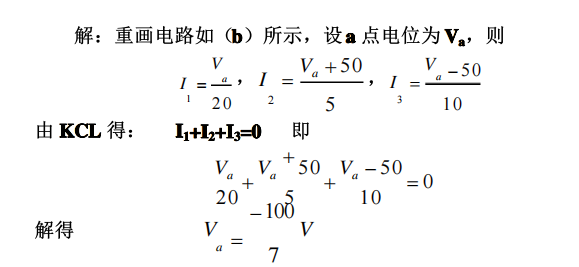 解：重画电路如（b）所示，设 a 点电位为 Va，则
I1 = Va/20，I2 = (Va +50)/5，I3 = (Va −50)/10
由 KCL 得： I1+I2+I3=0 即
Va/20 + (Va +50)/5 + (Va −50)/10 = 0
解得 Va = −100/7 V